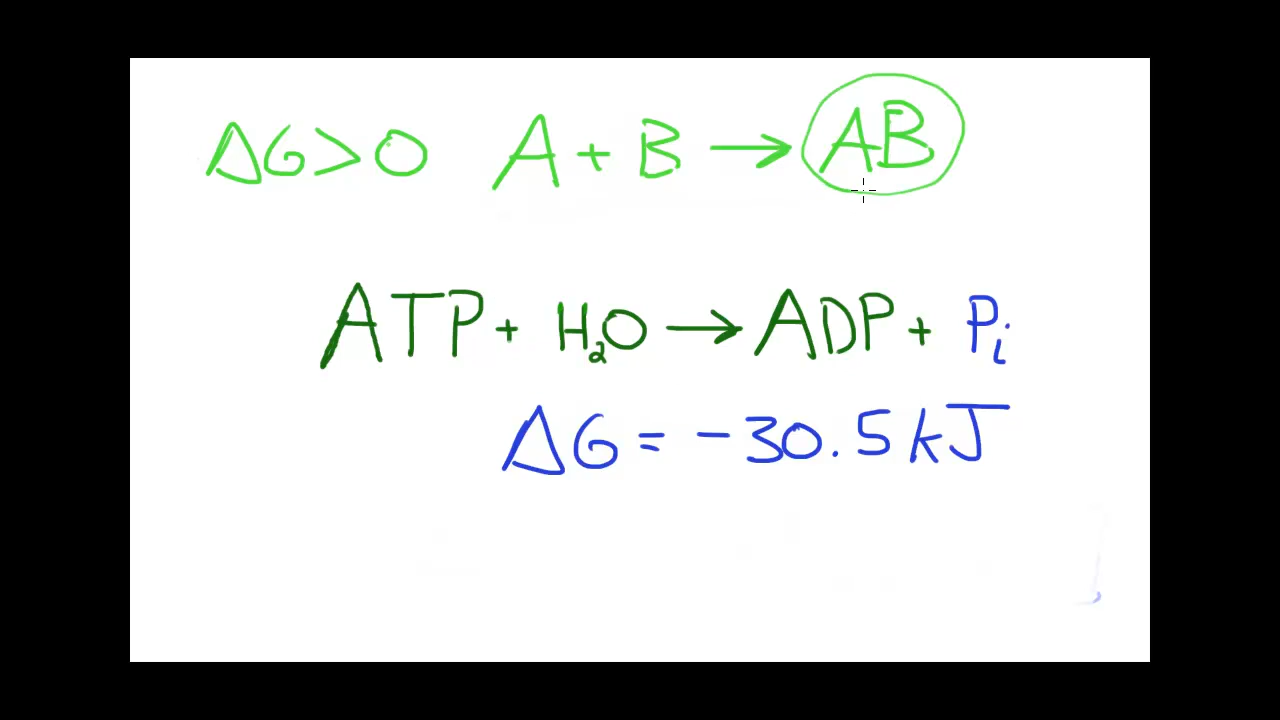 ΔG>0 A + B → AB
ATP + H₂O → ADP + Pᵢ
ΔG = -30.5 kJ